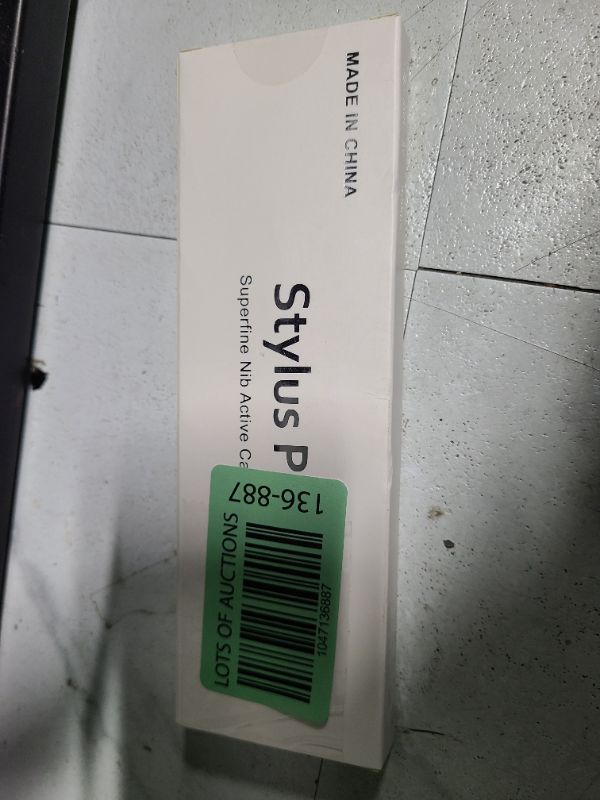 MADE IN CHINA
Stylus P
Superfine Nib Active Ca
136-887
LOTS OF AUCTIONS
1047136887